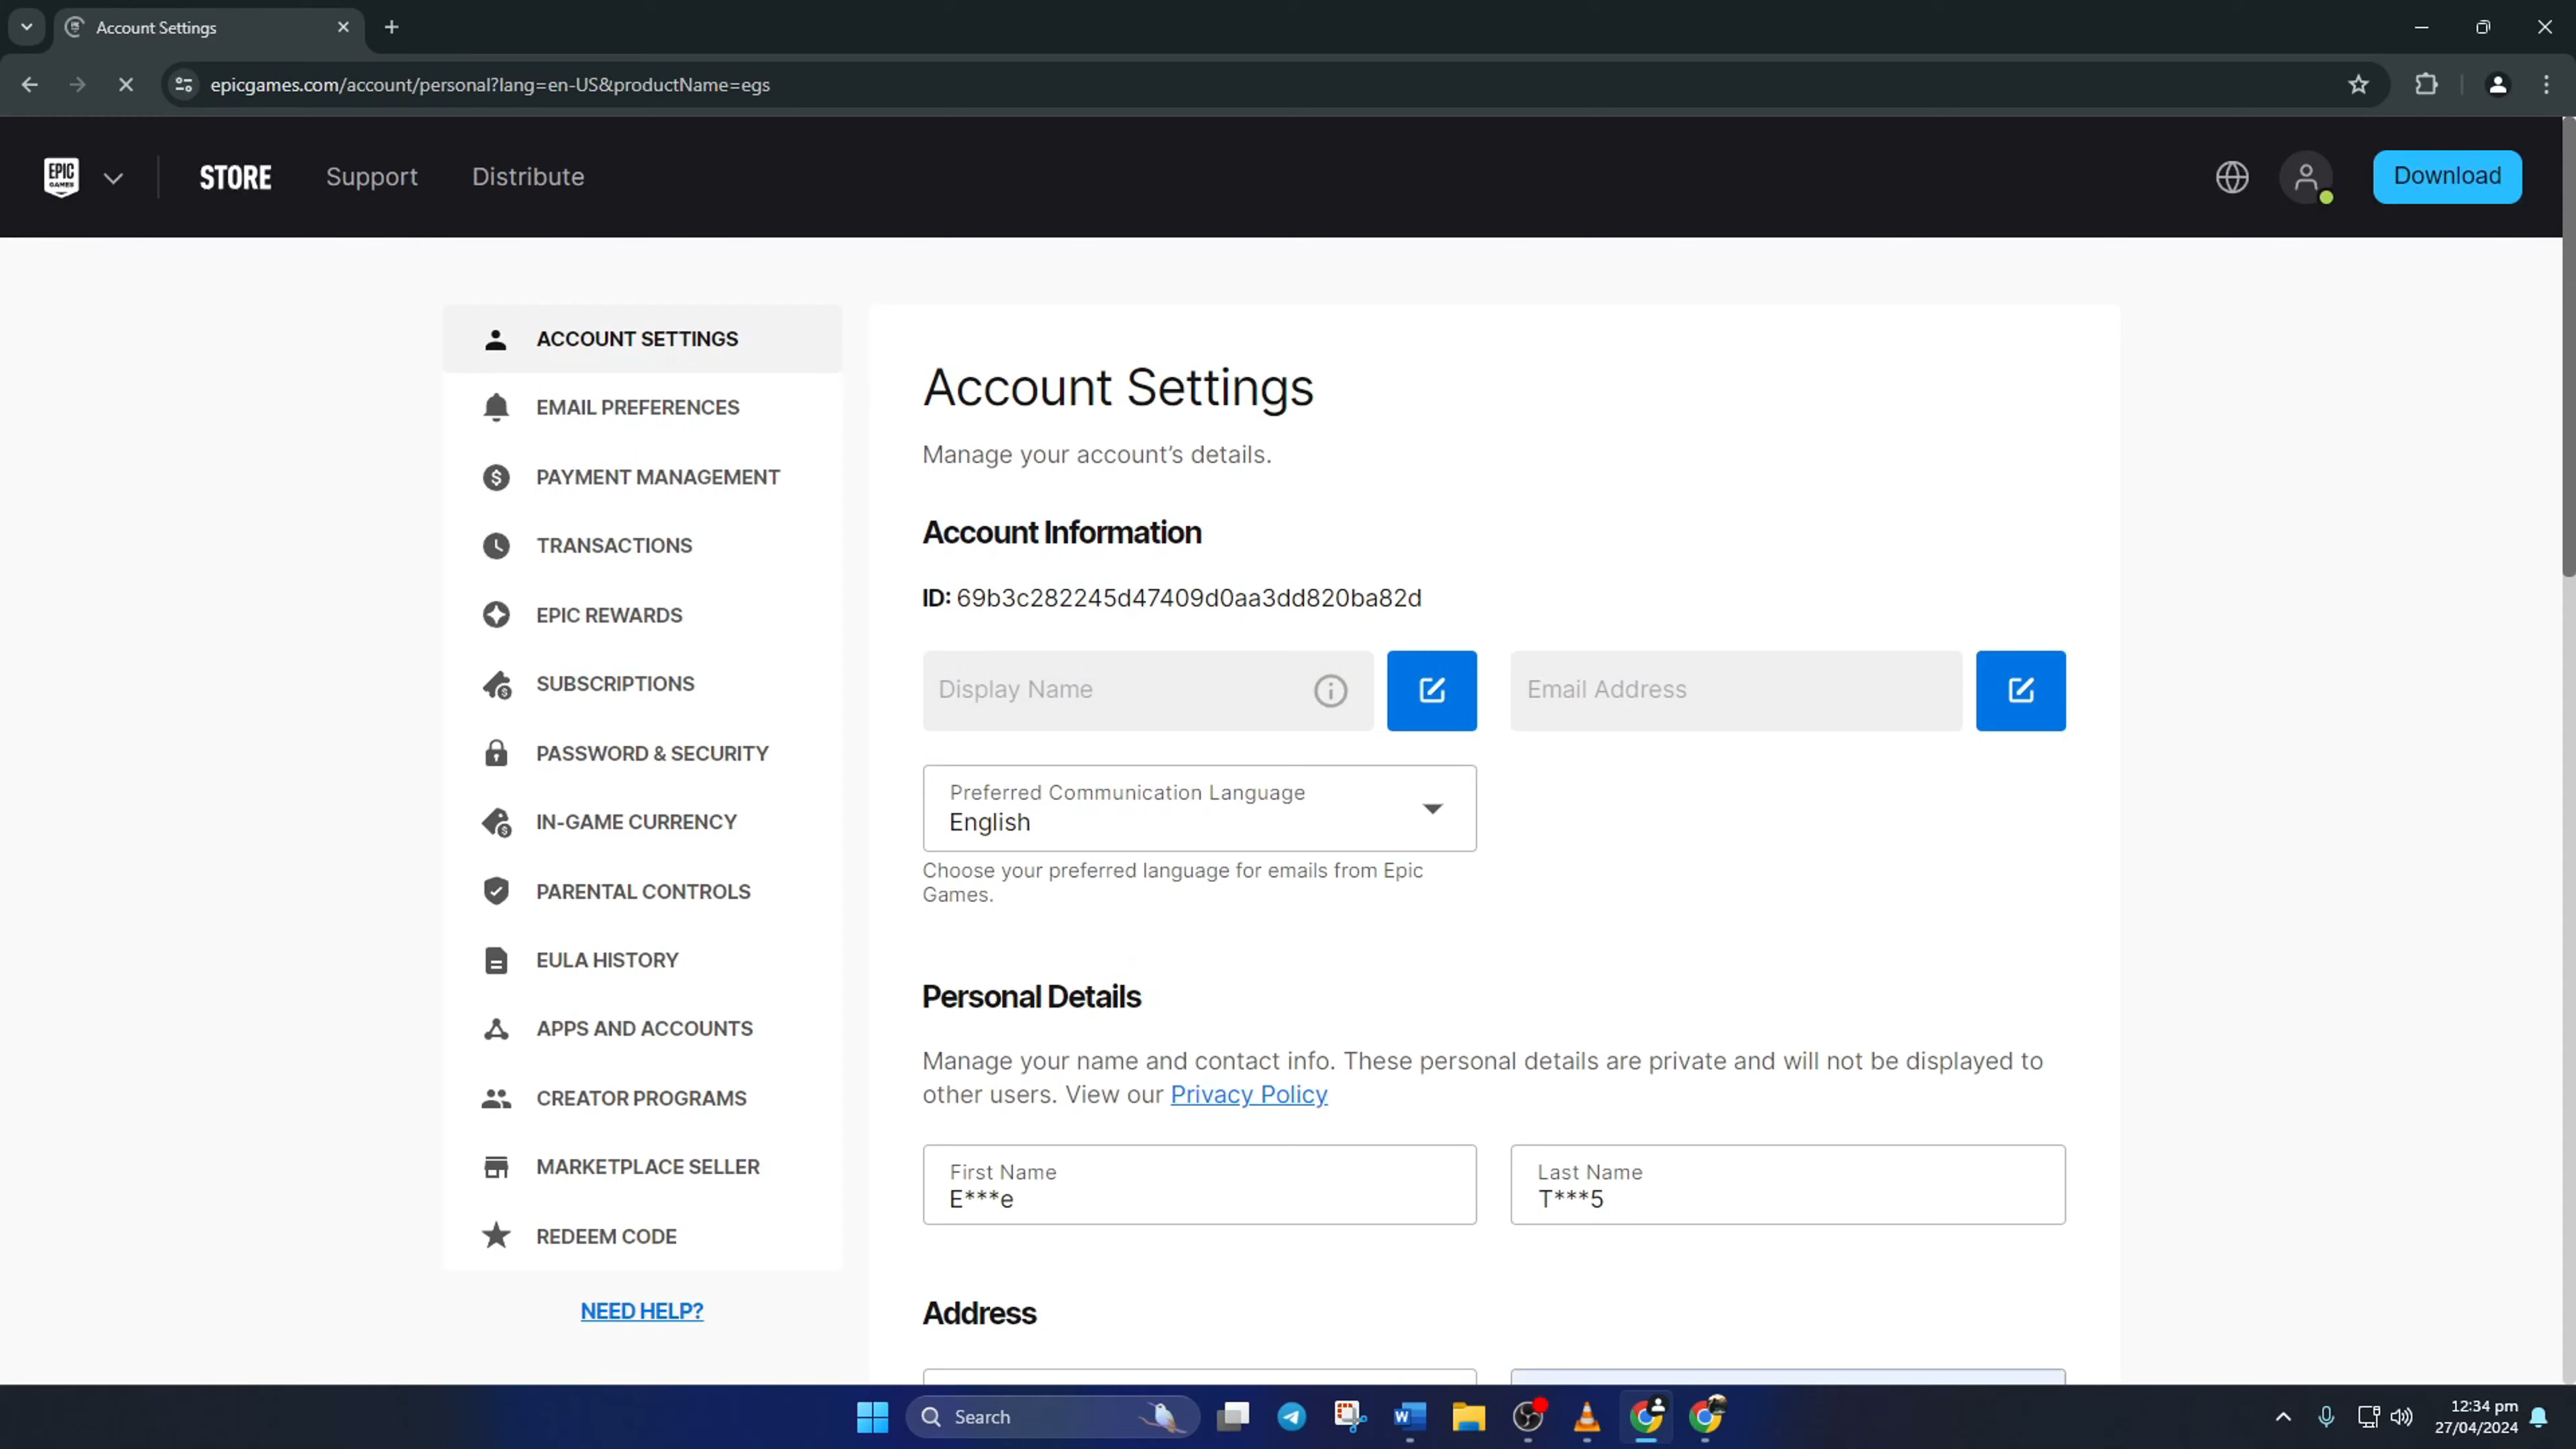 Account Settings
epicgames.com/account/personal?lang=en-US&productName=egs
EPIC
GAMES
STORE
Support
Distribute
Download
ACCOUNT SETTINGS
EMAIL PREFERENCES
PAYMENT MANAGEMENT
TRANSACTIONS
EPIC REWARDS
SUBSCRIPTIONS
PASSWORD & SECURITY
IN-GAME CURRENCY
PARENTAL CONTROLS
EULA HISTORY
APPS AND ACCOUNTS
CREATOR PROGRAMS
MARKETPLACE SELLER
REDEEM CODE
NEED HELP?
Account Settings
Manage your account’s details.
Account Information
ID: 69b3c282245d47409d0aa3dd820ba82d
Display Name
Email Address
Preferred Communication Language
English
Choose your preferred language for emails from Epic
Games.
Personal Details
Manage your name and contact info. These personal details are private and will not be displayed to
other users. View our Privacy Policy
First Name
E***e
Last Name
T***5
Address
Search
12:34 pm
27/04/2024